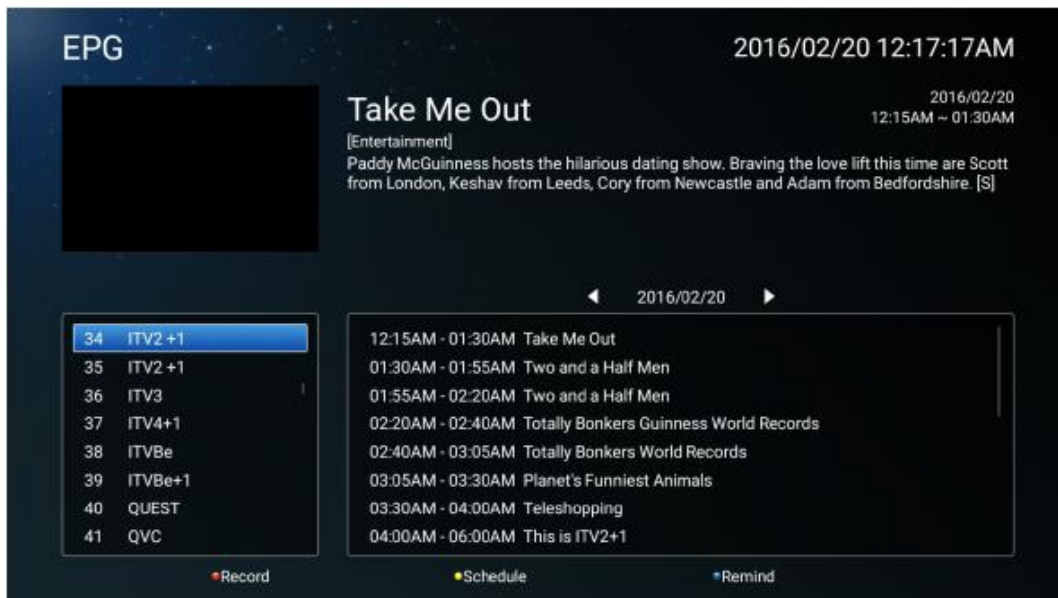 EPG
2016/02/20 12:17:17AM
Take Me Out
2016/02/20
12:15AM ~ 01:30AM
[Entertainment]
Paddy McGuinness hosts the hilarious dating show. Braving the love lift this time are Scott
from London, Keshav from Leeds, Cory from Newcastle and Adam from Bedfordshire. [S]
2016/02/20
34 ITV2 +1
35 ITV2 +1
36 ITV3
37 ITV4+1
38 ITVBe
39 ITVBe+1
40 QUEST
41 QVC
12:15AM - 01:30AM Take Me Out
01:30AM - 01:55AM Two and a Half Men
01:55AM - 02:20AM Two and a Half Men
02:20AM - 02:40AM Totally Bonkers Guinness World Records
02:40AM - 03:05AM Totally Bonkers World Records
03:05AM - 03:30AM Planet's Funniest Animals
03:30AM - 04:00AM Teleshopping
04:00AM - 06:00AM This is ITV2+1
Record
Schedule
Remind